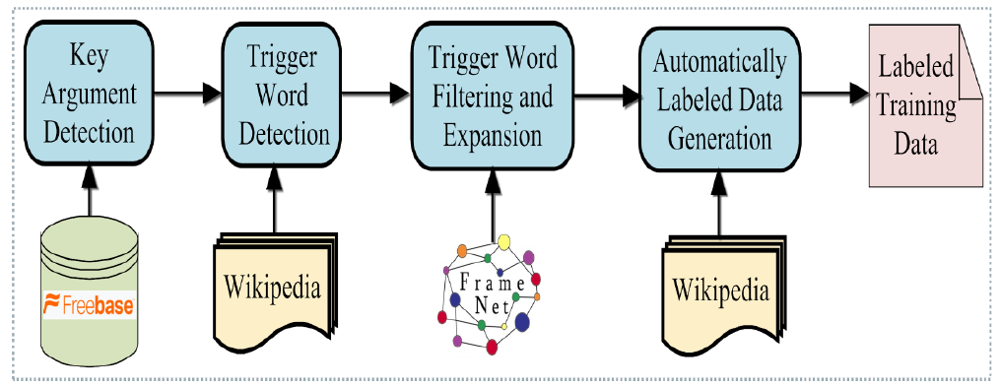 Key
Argument
Detection
Trigger
Word
Detection
Trigger Word
Filtering and
Expansion
Automatically
Labeled Data
Generation
Labeled
Training
Data
Freebase
Wikipedia
Frame
Net
Wikipedia